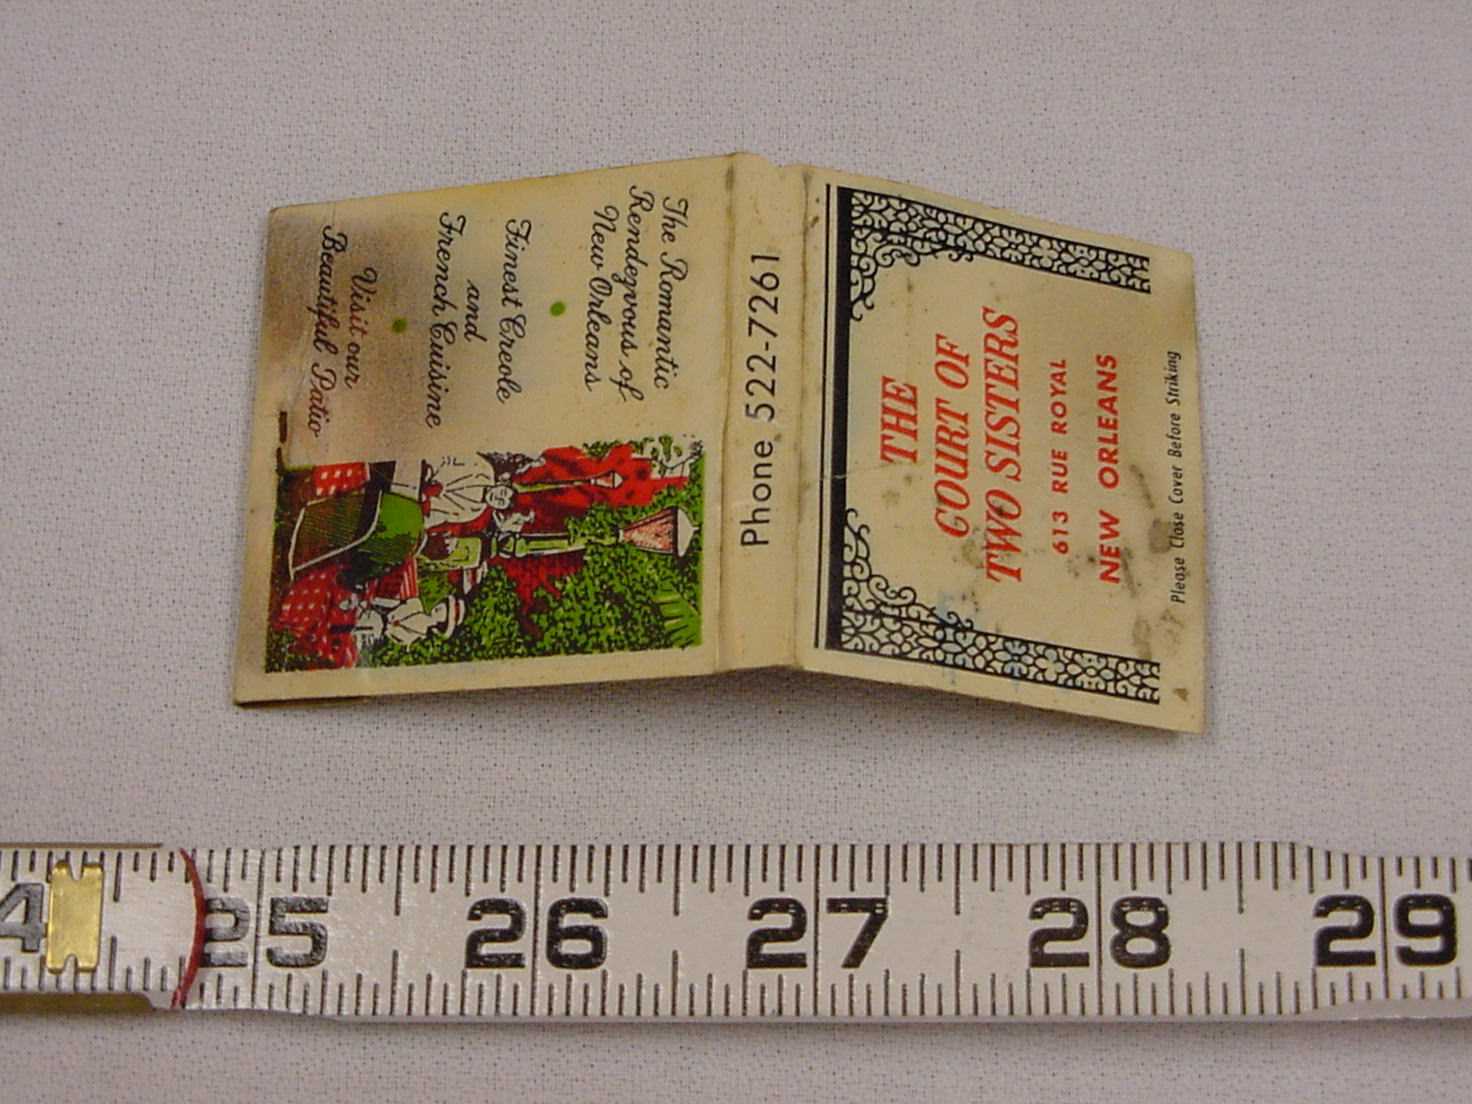 The Romantic
Rendezvous of
New Orleans
Finest Creole
and
French Cuisine
Visit our
Beautiful Patio
Phone 522-7261
THE
COURT OF
TWO SISTERS
613 RUE ROYAL
NEW ORLEANS
Please Close Cover Before Striking
4 25 26 27 28 29